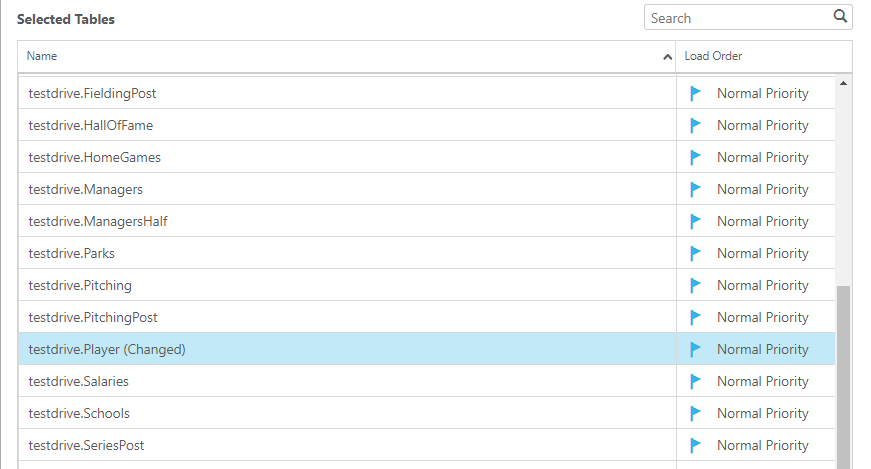 Selected Tables
Search
Name Load Order
testdrive.FieldingPost Normal Priority
testdrive.HallOfFame Normal Priority
testdrive.HomeGames Normal Priority
testdrive.Managers Normal Priority
testdrive.ManagersHalf Normal Priority
testdrive.Parks Normal Priority
testdrive.Pitching Normal Priority
testdrive.PitchingPost Normal Priority
testdrive.Player (Changed) Normal Priority
testdrive.Salaries Normal Priority
testdrive.Schools Normal Priority
testdrive.SeriesPost Normal Priority